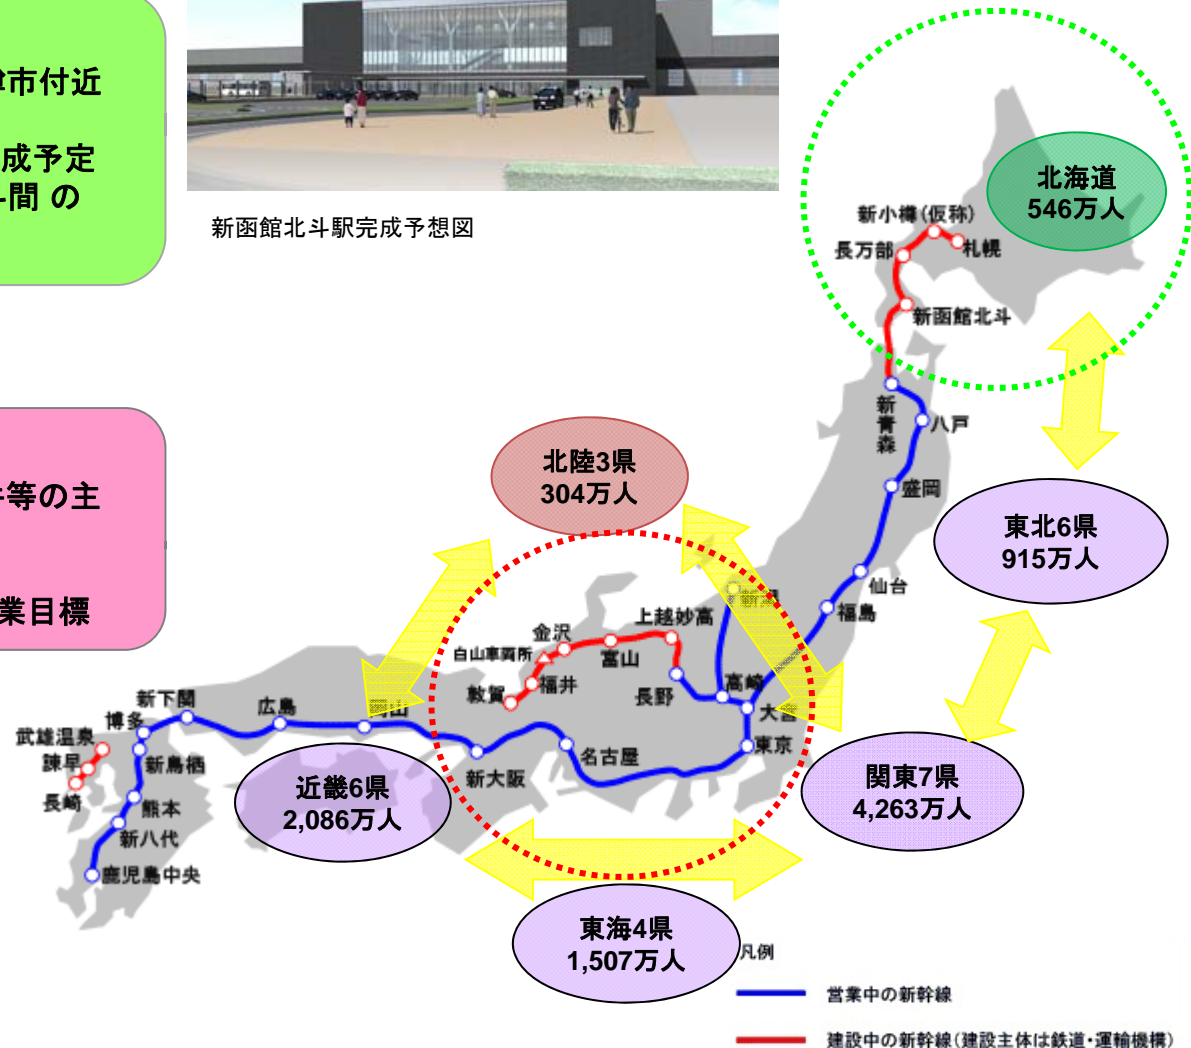 市付近
成予定
間 の
新函館北斗駅完成予想図
北海道
546万人
新小樽(仮称)
長万部
札幌
新函館北斗
新青森
八戸
北陸3県
304万人
等の主
盛岡
東北6県
915万人
仙台
業目標
福島
上越妙高
金沢
白山車両所
富山
福井
敦賀
長野
高崎
新下関
広島
博多
大宮
武雄温泉
東京
諫早
新鳥栖
名古屋
長崎
新大阪
近畿6県
2,086万人
関東7県
4,263万人
熊本
新八代
鹿児島中央
東海4県
1,507万人
凡例
営業中の新幹線
建設中の新幹線(建設主体は鉄道・運輸機構)